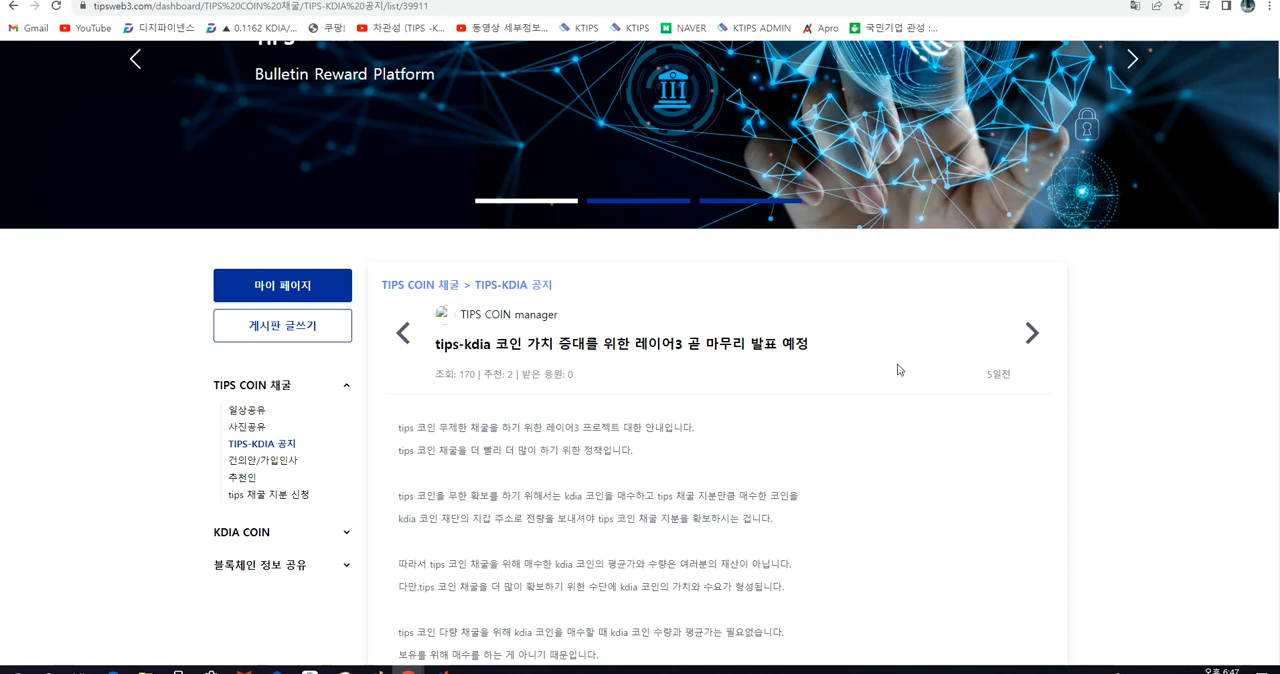 tipsweb3.com/dashboard/TIPS%20COIN%20채굴/TIPS-KDIA%20공지/list/39911
Gmail
YouTube
디지파이넨스
▲ 0.1162 KDIA/...
쿠팡!
차관성 (TIPS -K...
동영상 세부정보...
KTIPS
KTIPS
NAVER
KTIPS ADMIN
Apro
국민기업 관성 :...
Bulletin Reward Platform
마이 페이지
게시판 글쓰기
TIPS COIN 채굴
일상공유
사진공유
TIPS-KDIA 공지
건의안/가입인사
추천인
tips 채굴 지분 신청
KDIA COIN
블록체인 정보 공유
TIPS COIN 채굴 > TIPS-KDIA 공지
TIPS COIN manager
tips-kdia 코인 가치 증대를 위한 레이어3 곧 마무리 발표 예정
조회: 170 | 추천: 2 | 받은 응원: 0
5일전
tips 코인 무제한 채굴을 하기 위한 레이어3 프로젝트 대한 안내입니다.
tips 코인 채굴을 더 빨리 더 많이 하기 위한 정책입니다.
tips 코인을 무한 확보를 하기 위해서는 kdia 코인을 매수하고 tips 채굴 지분만큼 매수한 코인을
kdia 코인 재단의 지갑 주소로 전량을 보내셔야 tips 코인 채굴 지분을 확보하시는 겁니다.
따라서 tips 코인 채굴을 위해 매수한 kdia 코인의 평균가와 수량은 여러분의 재산이 아닙니다.
다만,tips 코인 채굴을 더 많이 확보하기 위한 수단에 kdia 코인의 가치와 수요가 형성됩니다.
tips 코인 다량 채굴을 위해 kdia 코인을 매수할 때 kdia 코인 수량과 평균가는 필요없습니다.
보유를 위해 매수를 하는 게 아니기 때문입니다.
오후 6:47